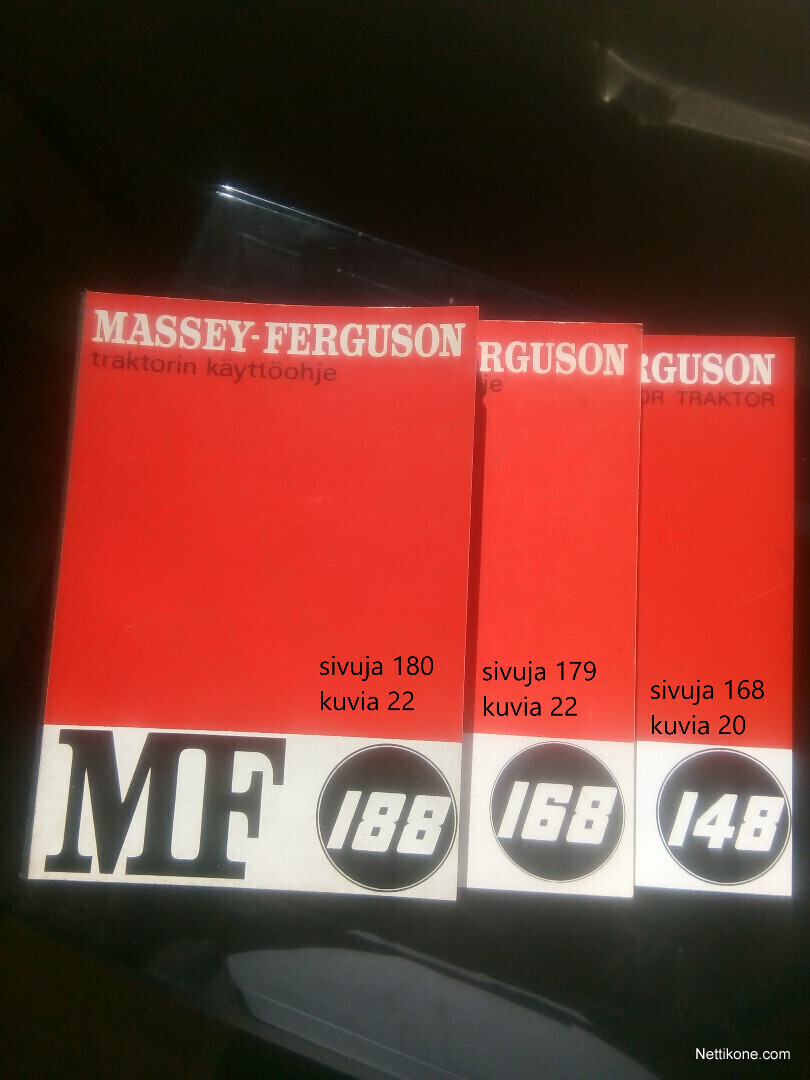 MASSEY-FERGUSON
traktorin käyttöohje
sivuja 180
kuvia 22
MF
188
RGUSON
je
sivuja 179
kuvia 22
168
RGUSON
ÖR TRAKTOR
sivuja 168
kuvia 20
148
Nettikone.com